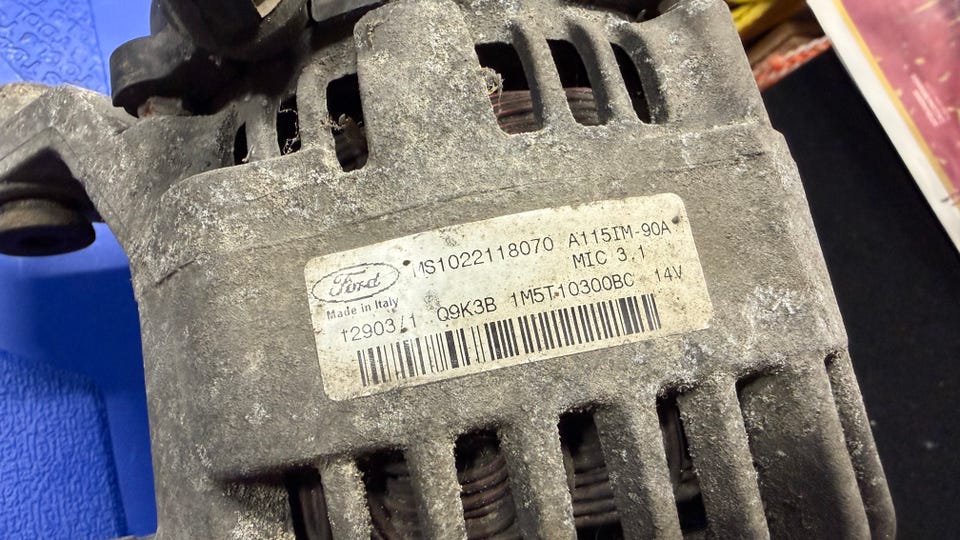 MS1022118070 A115IM-90A
Ford MIC 3.1
Made in Italy
Q9K3B 1M5T10300BC 14V